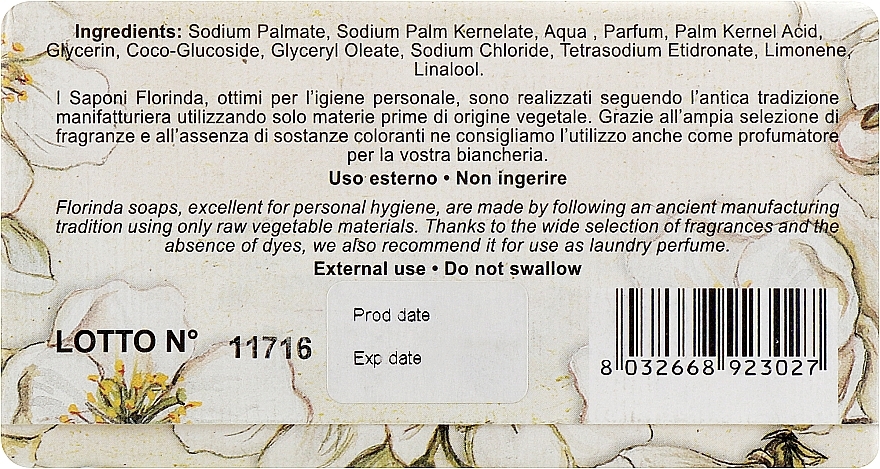 Ingredients: Sodium Palmate, Sodium Palm Kernelate, Aqua , Parfum, Palm Kernel Acid,
Glycerin, Coco-Glucoside, Glyceryl Oleate, Sodium Chloride, Tetrasodium Etidronate, Limonene,
Linalool.
I Saponi Florinda, ottimi per l'igiene personale, sono realizzati seguendo l'antica tradizione
manifatturiera utilizzando solo materie prime di origine vegetale. Grazie all'ampia selezione di
fragranze e all'assenza di sostanze coloranti ne consigliamo l'utilizzo anche come profumatore
per la vostra biancheria.
Uso esterno • Non ingerire
Florinda soaps, excellent for personal hygiene, are made by following an ancient manufacturing
tradition using only raw vegetable materials. Thanks to the wide selection of fragrances and the
absence of dyes, we also recommend it for use as laundry perfume.
External use • Do not swallow
LOTTO N° 11716
Prod date
Exp date
8 032668 923027